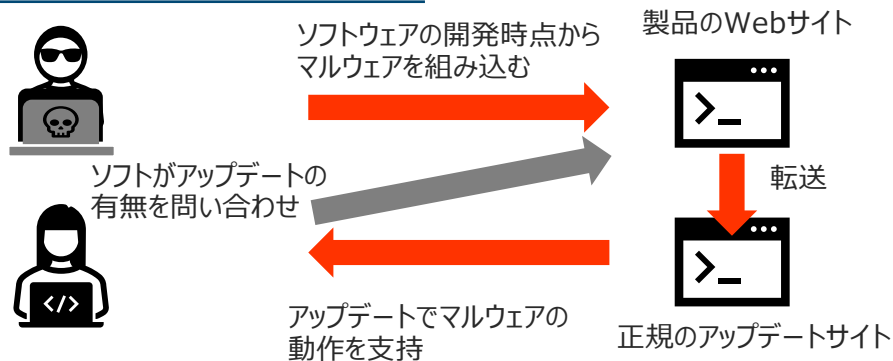 ソフトウェアの開発時点から
マルウェアを組み込む
製品のWebサイト
>_
ソフトがアップデートの
有無を問い合わせ
転送
</>
>_
アップデートでマルウェアの
動作を支持
正規のアップデートサイト